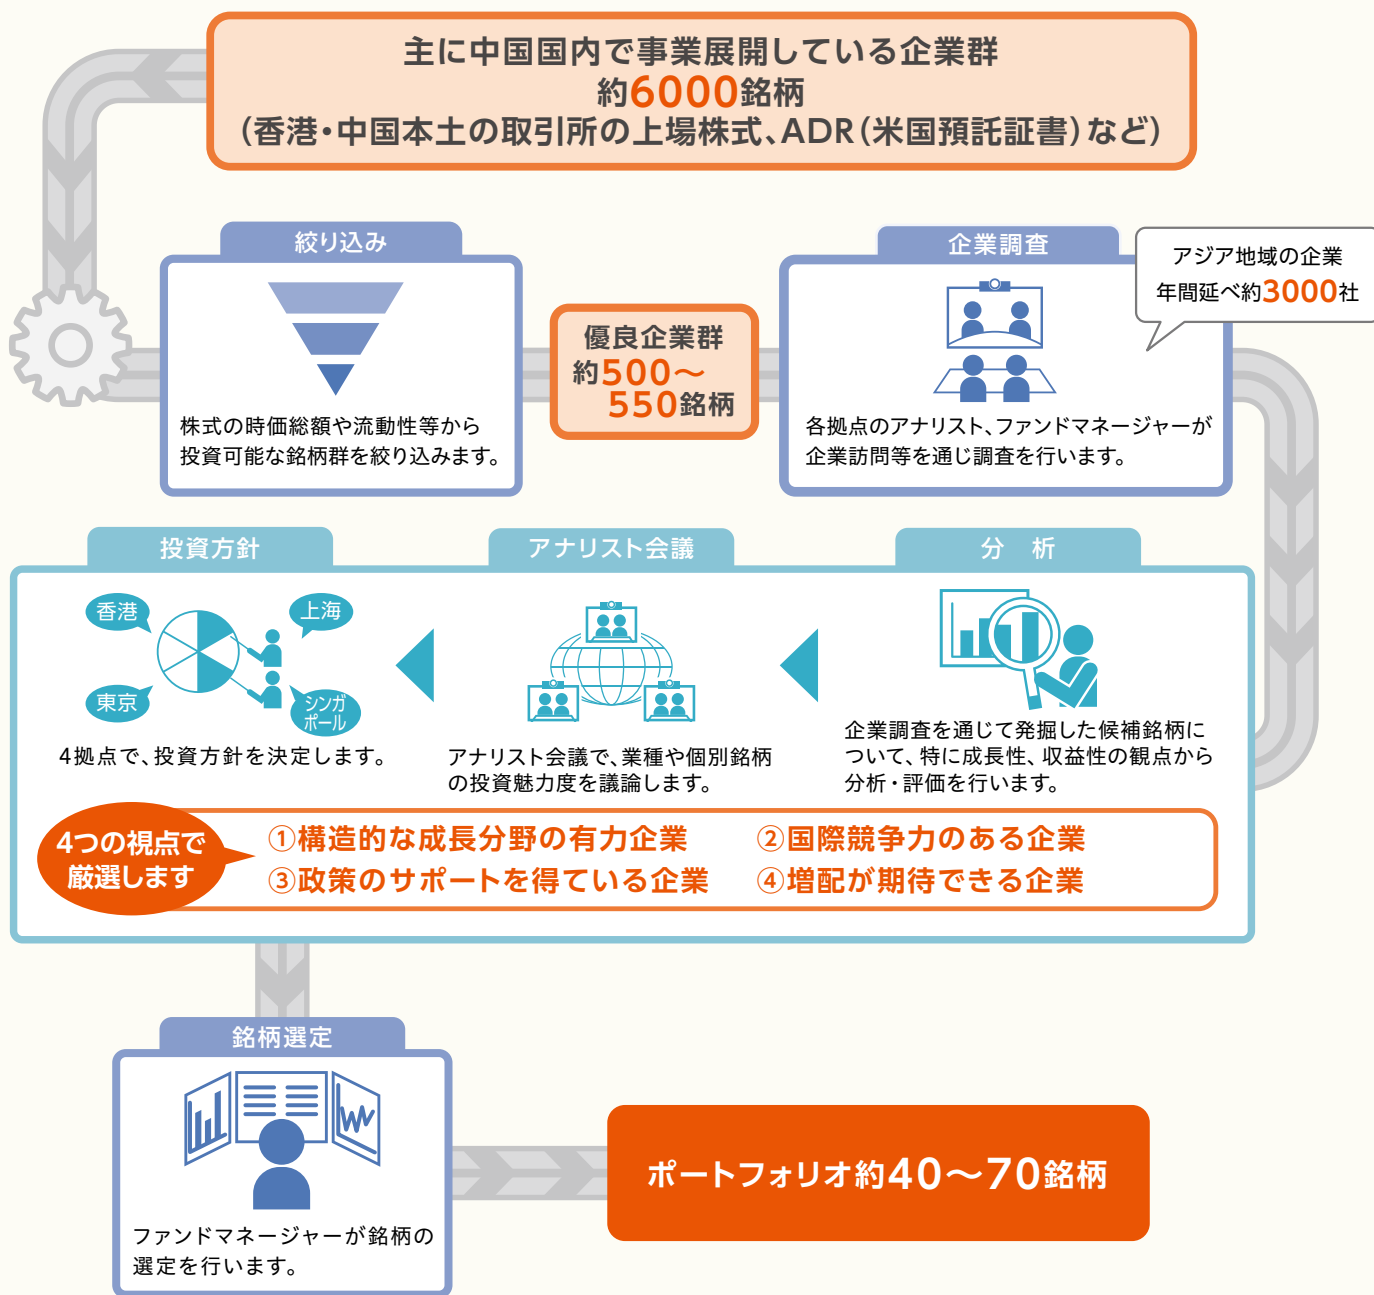 主に中国国内で事業展開している企業群
約6000銘柄
(香港・中国本土の取引所の上場株式、ADR(米国預託証書)など)
絞り込み
株式の時価総額や流動性等から
投資可能な銘柄群を絞り込みます。
優良企業群
約500〜
550銘柄
企業調査
アジア地域の企業
年間延べ約3000社
各拠点のアナリスト、ファンドマネージャーが
企業訪問等を通じ調査を行います。
分 析
企業調査を通じて発掘した候補銘柄に
ついて、特に成長性、収益性の観点から
分析・評価を行います。
アナリスト会議
アナリスト会議で、業種や個別銘柄
の投資魅力度を議論します。
投資方針
香港
上海
東京
シンガ
ポール
4拠点で、投資方針を決定します。
4つの視点で
厳選します
①構造的な成長分野の有力企業
②国際競争力のある企業
③政策のサポートを得ている企業
④増配が期待できる企業
銘柄選定
ファンドマネージャーが銘柄の
選定を行います。
ポートフォリオ約40〜70銘柄